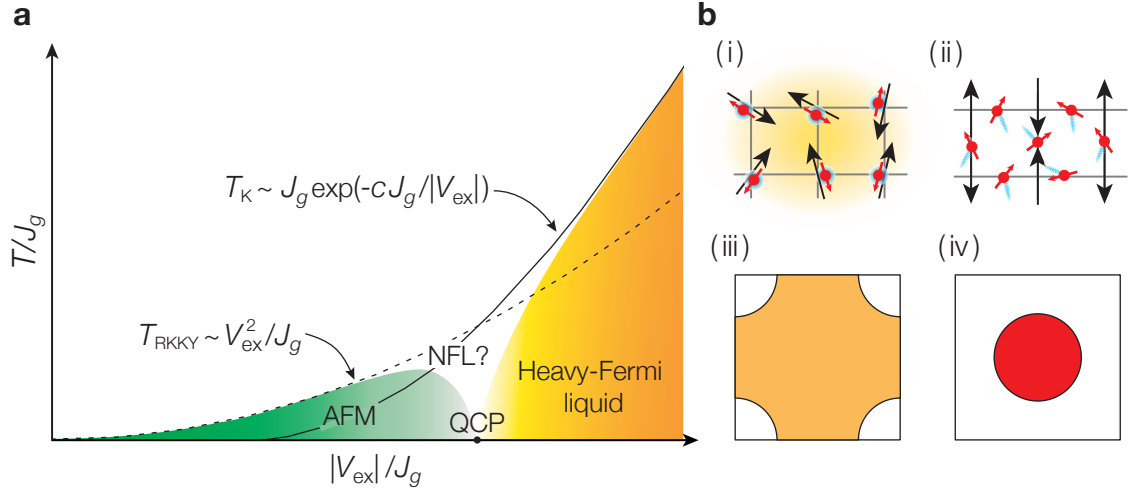 a
b
(i)
(ii)
T_K ~ J_g exp(-cJ_g/|V_ex|)
T/J_g
(iii)
(iv)
T_RKKY ~ V_ex^2/J_g
NFL?
Heavy-Fermi
liquid
AFM
QCP
|V_ex|/J_g